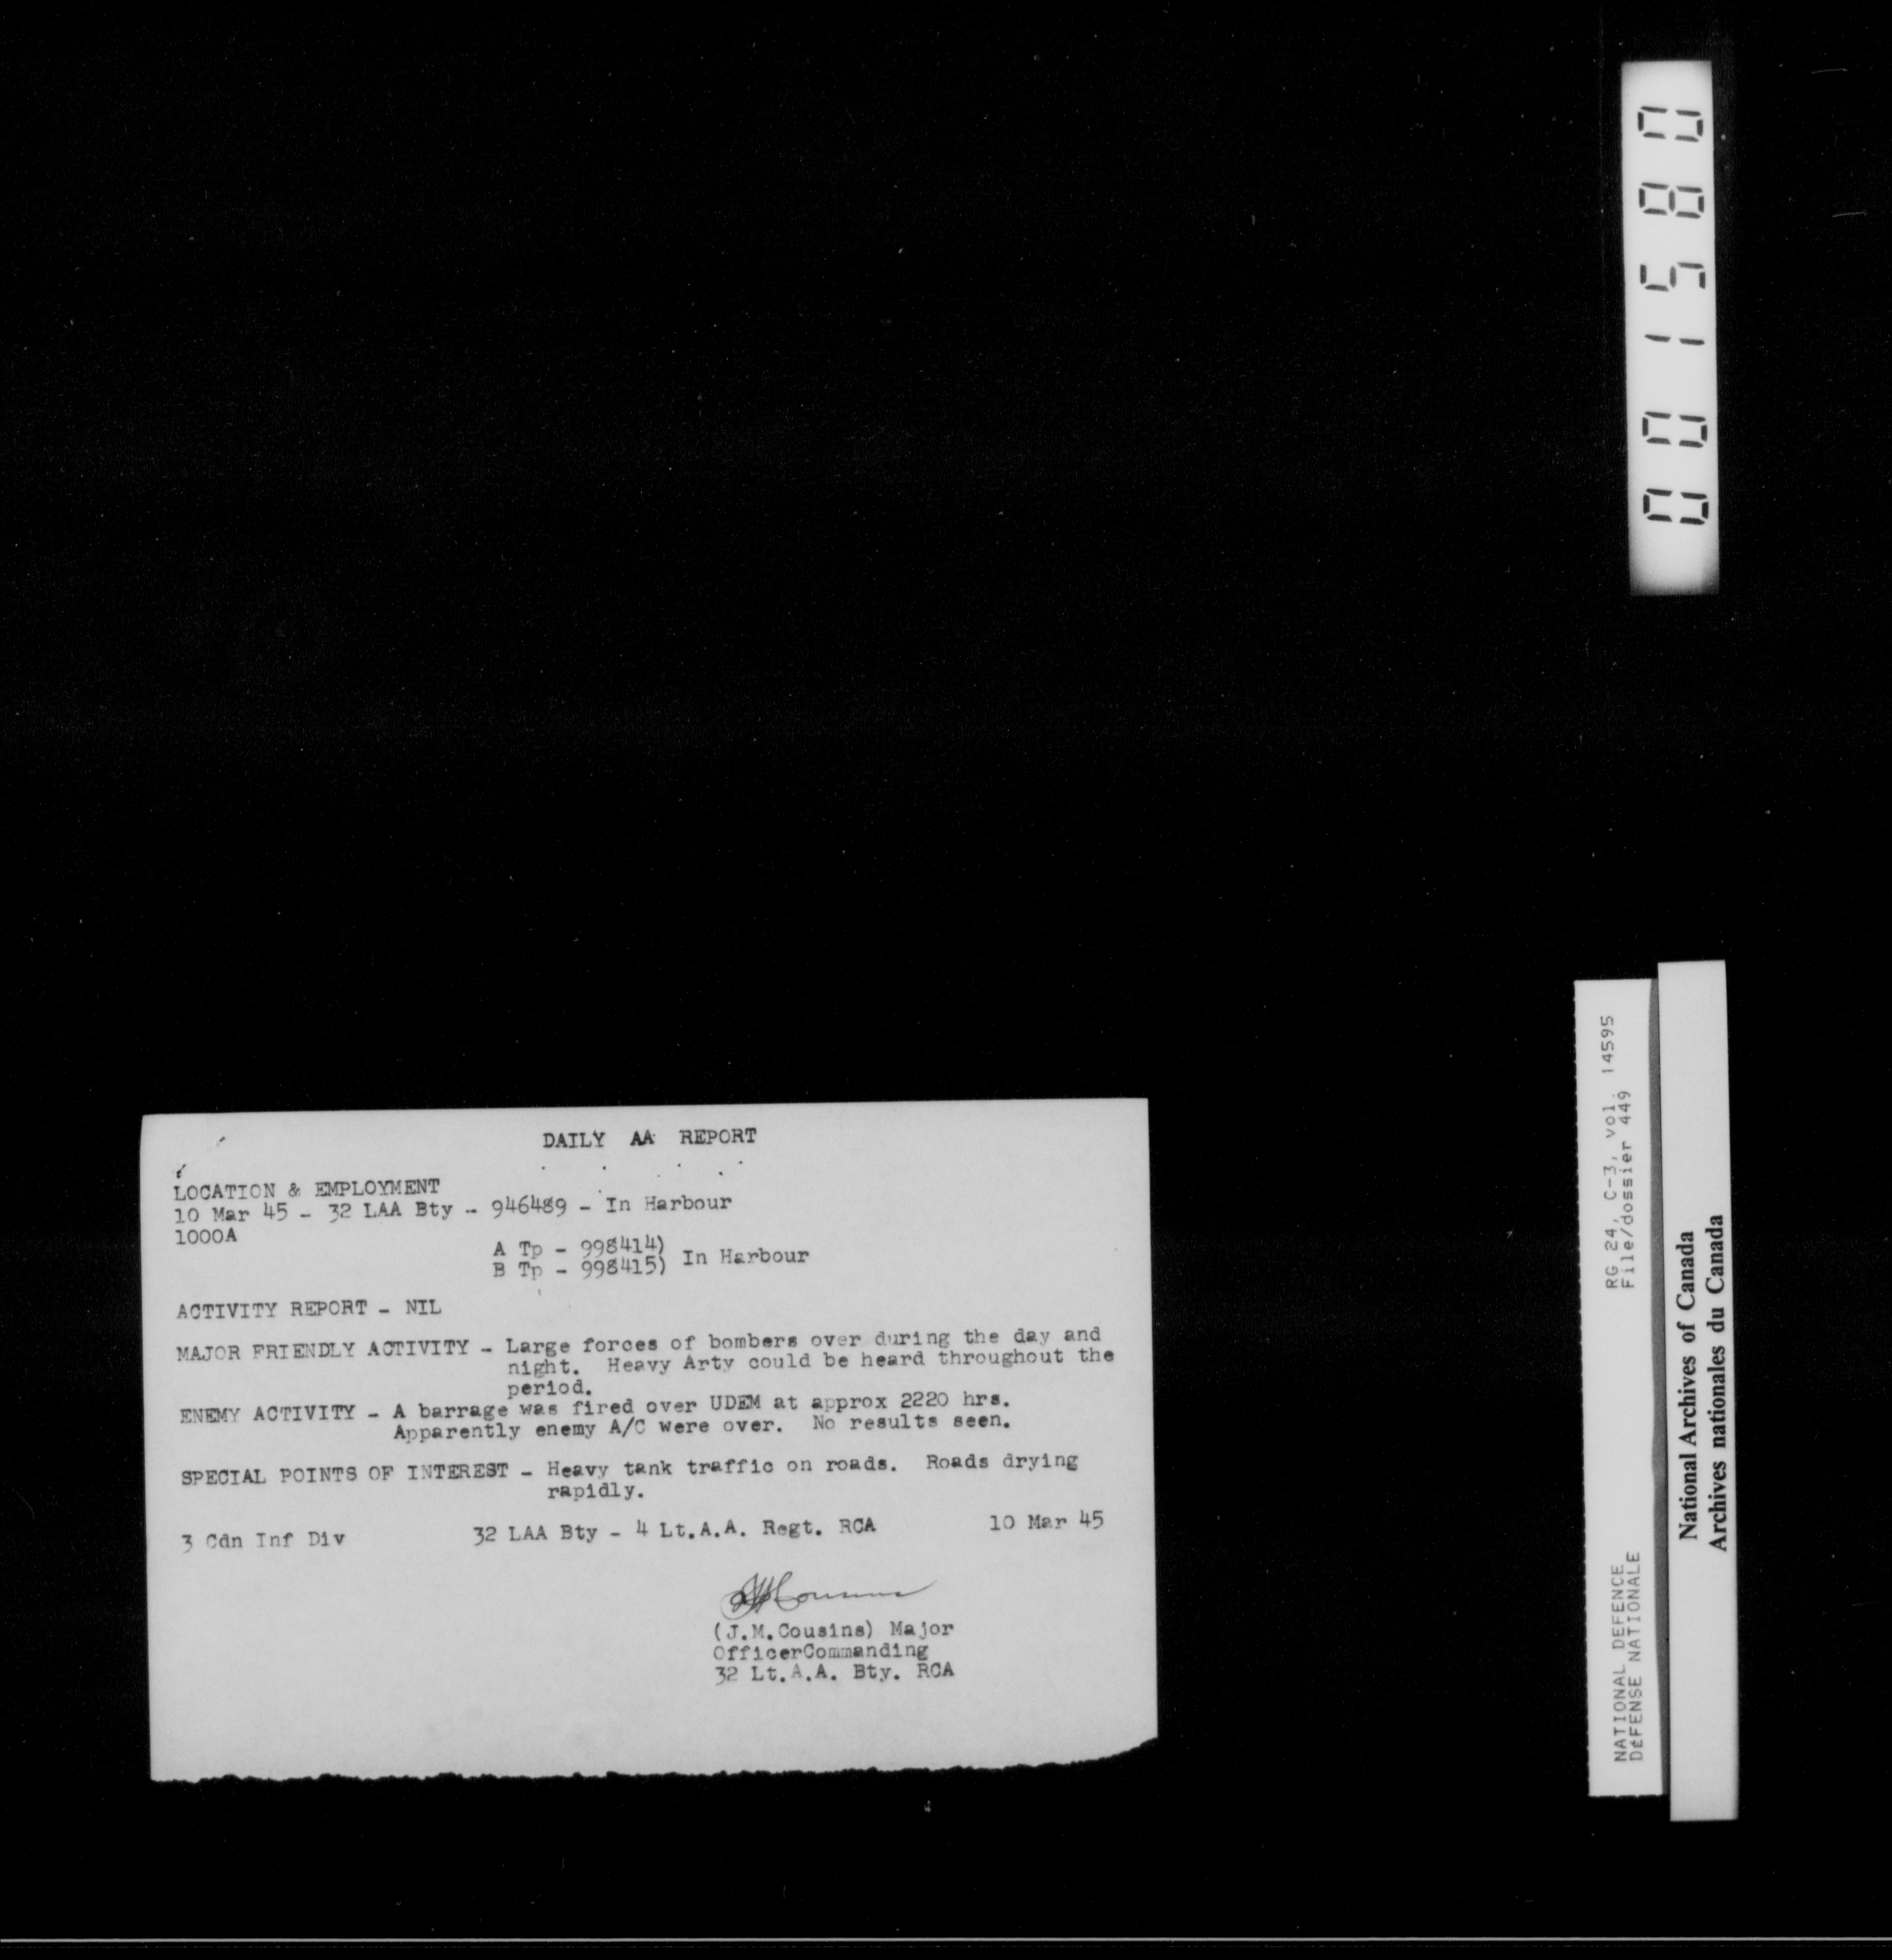 DAILY AA REPORT
LOCATION & EMPLOYMENT
10 Mar 45 - 32 LAA Bty - 946489 - In Harbour
1000A
A Tp - 998414)
B Tp - 998415) In Harbour
ACTIVITY REPORT - NIL
MAJOR FRIENDLY ACTIVITY - Large forces of bombers over during the day and
night. Heavy Arty could be heard throughout the
period.
ENEMY ACTIVITY - A barrage was fired over UDEM at approx 2220 hrs.
Apparently enemy A/C were over. No results seen.
SPECIAL POINTS OF INTEREST - Heavy tank traffic on roads. Roads drying
rapidly.
3 Cdn Inf Div 32 LAA Bty - 4 Lt.A.A. Regt. RCA 10 Mar 45
JMCousins
(J.M.Cousins) Major
OfficerCommanding
32 Lt.A.A. Bty. RCA
001580
NATIONAL DEFENCE RG 24, C-3, vol. 14595
DÉFENSE NATIONALE File/dossier 449
National Archives of Canada
Archives nationales du Canada